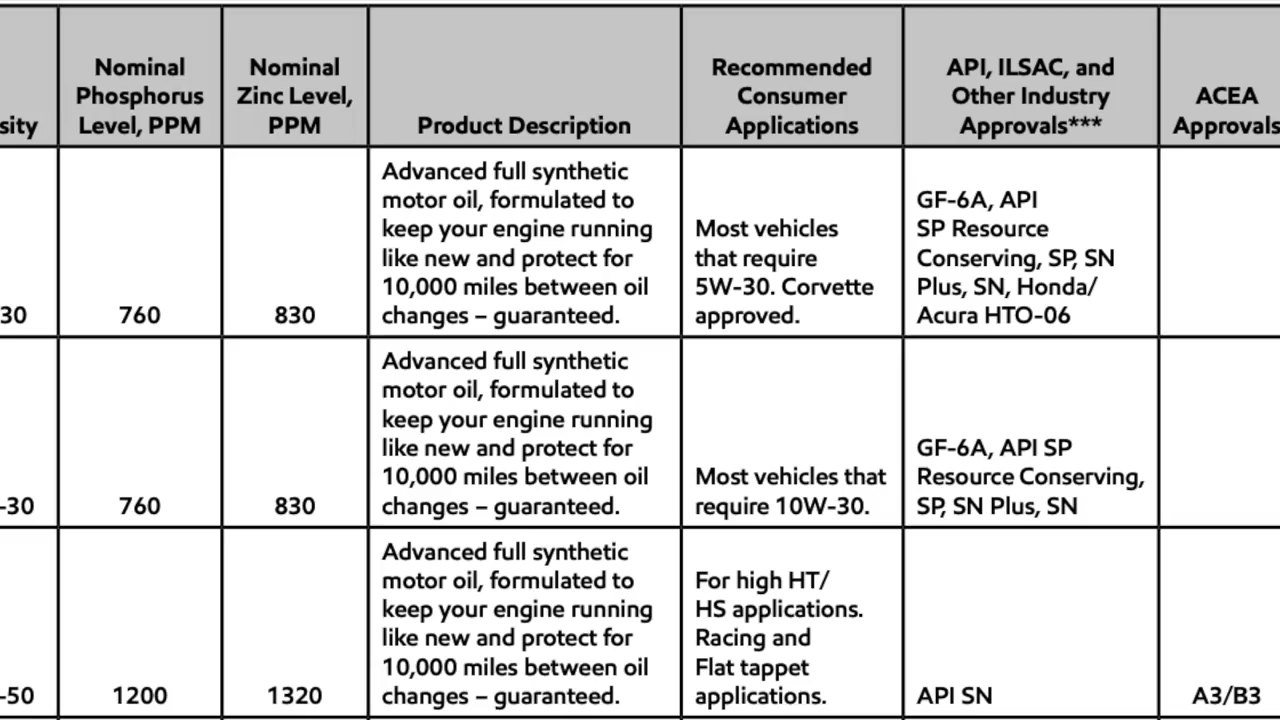 sity
Nominal
Phosphorus
Level, PPM
Nominal
Zinc Level,
PPM
Product Description
Recommended
Consumer
Applications
API, ILSAC, and
Other Industry
Approvals***
ACEA
Approvals
30
760
830
Advanced full synthetic
motor oil, formulated to
keep your engine running
like new and protect for
10,000 miles between oil
changes – guaranteed.
Most vehicles
that require
5W-30. Corvette
approved.
GF-6A, API
SP Resource
Conserving, SP, SN
Plus, SN, Honda/
Acura HTO-06
-30
760
830
Advanced full synthetic
motor oil, formulated to
keep your engine running
like new and protect for
10,000 miles between oil
changes – guaranteed.
Most vehicles that
require 10W-30.
GF-6A, API SP
Resource Conserving,
SP, SN Plus, SN
-50
1200
1320
Advanced full synthetic
motor oil, formulated to
keep your engine running
like new and protect for
10,000 miles between oil
changes – guaranteed.
For high HT/
HS applications.
Racing and
Flat tappet
applications.
API SN
A3/B3